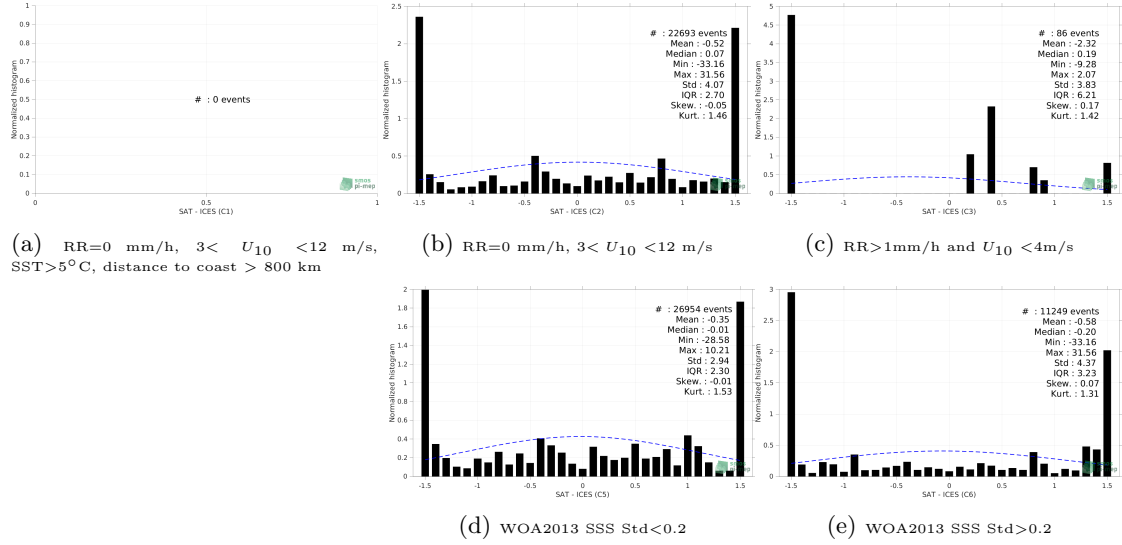 1
0.9
0.8
0.7
0.6
0.5
0.4
0.3
0.2
0.1
0
Normalized histogram
# : 0 events
smos
pi-mep
0
0.5
1
SAT - ICES (C1)
(a) RR=0 mm/h, 3< U10 <12 m/s,
SST>5°C, distance to coast > 800 km
2.5
2
1.5
1
0.5
0
Normalized histogram
# : 22693 events
Mean : -0.52
Median : 0.07
Min : -33.16
Max : 31.56
Std : 4.07
IQR : 2.70
Skew. : -0.05
Kurt. : 1.46
smos
pi-mep
-1.5
-1
-0.5
0
0.5
1
1.5
SAT - ICES (C2)
(b) RR=0 mm/h, 3< U10 <12 m/s
5
4.5
4
3.5
3
2.5
2
1.5
1
0.5
0
Normalized histogram
# : 86 events
Mean : -2.32
Median : 0.19
Min : -9.28
Max : 2.07
Std : 3.83
IQR : 6.21
Skew. : 0.17
Kurt. : 1.42
smos
pi-mep
-1.5
-1
-0.5
0
0.5
1
1.5
SAT - ICES (C3)
(c) RR>1mm/h and U10 <4m/s
2
1.8
1.6
1.4
1.2
1
0.8
0.6
0.4
0.2
0
Normalized histogram
# : 26954 events
Mean : -0.35
Median : -0.01
Min : -28.58
Max : 10.21
Std : 2.94
IQR : 2.30
Skew. : -0.01
Kurt. : 1.53
smos
pi-mep
-1.5
-1
-0.5
0
0.5
1
1.5
SAT - ICES (C5)
(d) WOA2013 SSS Std<0.2
3
2.5
2
1.5
1
0.5
0
Normalized histogram
# : 11249 events
Mean : -0.58
Median : -0.20
Min : -33.16
Max : 31.56
Std : 4.37
IQR : 3.23
Skew. : 0.07
Kurt. : 1.31
smos
pi-mep
-1.5
-1
-0.5
0
0.5
1
1.5
SAT - ICES (C6)
(e) WOA2013 SSS Std>0.2